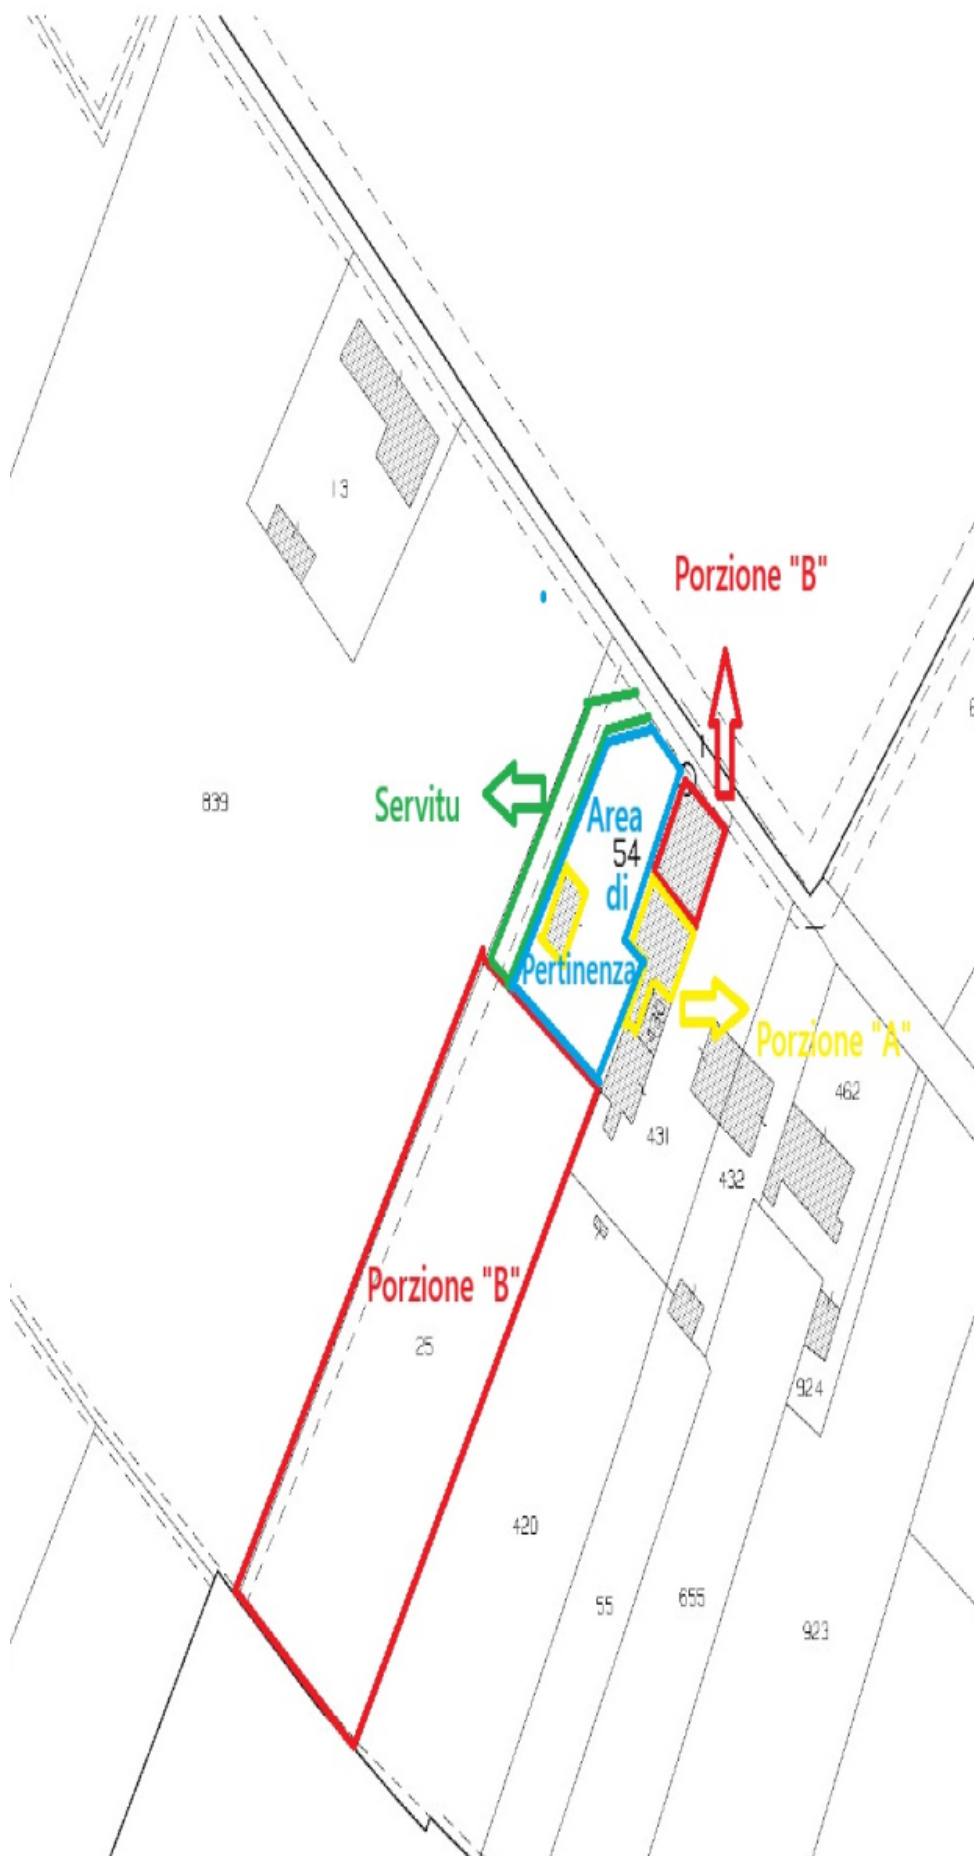 13
Porzione "B"
839
Servitu
Area
54
di
Pertinenza
Porzione "A"
462
431
432
Porzione "B"
25
924
420
55
655
923